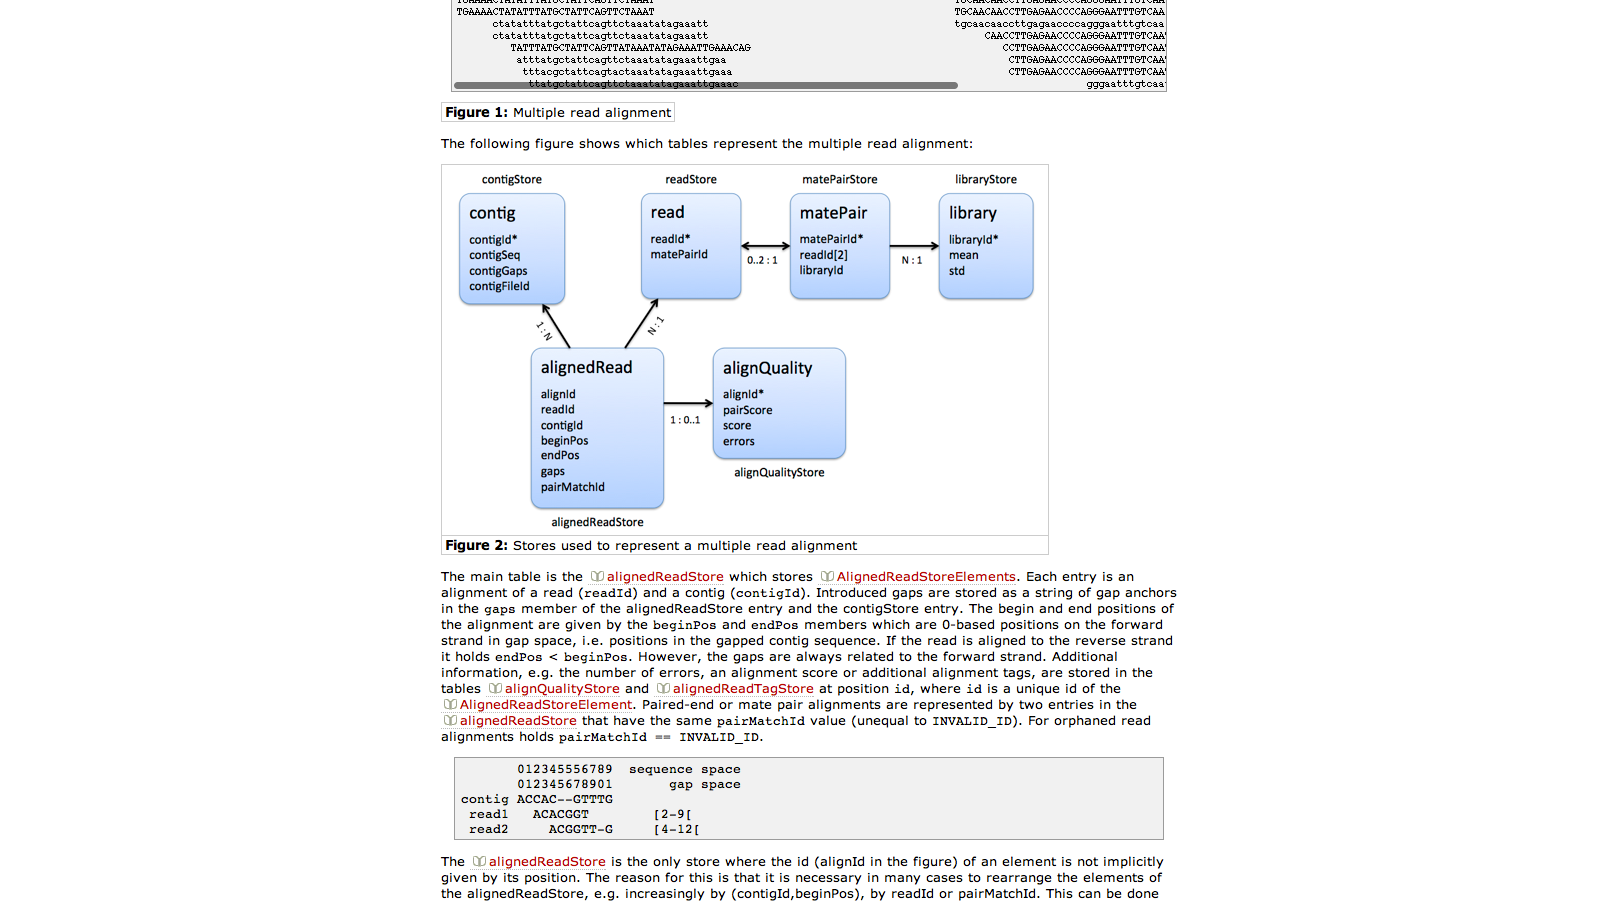 TGAAAACTATATTTATGCTATTCAGTTCTAAAT TGCAACAACCTTGAGAACCCCAGGGAATTTGTCAA
ctatatttatgctattcagttctaaatatagaaatt tgcaacaaccttgagaaccccagggaatttgtcaa
ctatatttatgctattcagttctaaatatagaaatt CAACCTTGAGAACCCCAGGGAATTTGTCAA
TATTTATGCTATTCAGTTATAAATATAGAAATTGAAACAG CCTTGAGAACCCCAGGGAATTTGTCAA
atttatgctattcagttctaaatatagaaattgaa CTTGAGAACCCCAGGGAATTTGTCAA
tttacgctattcagtactaaatatagaaattgaaa CTTGAGAACCCCAGGGAATTTGTCAA
ttatgctattcagttctaaatatagaaattgaaac gggaatttgtcaa
Figure 1: Multiple read alignment
The following figure shows which tables represent the multiple read alignment:
contigStore readStore matePairStore libraryStore
contig read matePair library
contigId* readId* matePairId* libraryId*
contigSeq matePairId readId[2] mean
contigGaps libraryId std
contigFileId
0..2 : 1 N : 1
1 : N N : 1
alignedRead alignQuality
alignId alignId*
readId pairScore
contigId score
beginPos errors
endPos
gaps
pairMatchId
1 : 0..1
alignQualityStore
alignedReadStore
Figure 2: Stores used to represent a multiple read alignment
The main table is the alignedReadStore which stores AlignedReadStoreElements. Each entry is an
alignment of a read (readId) and a contig (contigId). Introduced gaps are stored as a string of gap anchors
in the gaps member of the alignedReadStore entry and the contigStore entry. The begin and end positions of
the alignment are given by the beginPos and endPos members which are 0-based positions on the forward
strand in gap space, i.e. positions in the gapped contig sequence. If the read is aligned to the reverse strand
it holds endPos < beginPos. However, the gaps are always related to the forward strand. Additional
information, e.g. the number of errors, an alignment score or additional alignment tags, are stored in the
tables alignQualityStore and alignedReadTagStore at position id, where id is a unique id of the
AlignedReadStoreElement. Paired-end or mate pair alignments are represented by two entries in the
alignedReadStore that have the same pairMatchId value (unequal to INVALID_ID). For orphaned read
alignments holds pairMatchId == INVALID_ID.
012345556789 sequence space
012345678901 gap space
contig ACCAC--GTTTG
read1 ACACGGT [2-9[
read2 ACGGTT-G [4-12[
The alignedReadStore is the only store where the id (alignId in the figure) of an element is not implicitly
given by its position. The reason for this is that it is necessary in many cases to rearrange the elements of
the alignedReadStore, e.g. increasingly by (contigId,beginPos), by readId or pairMatchId. This can be done